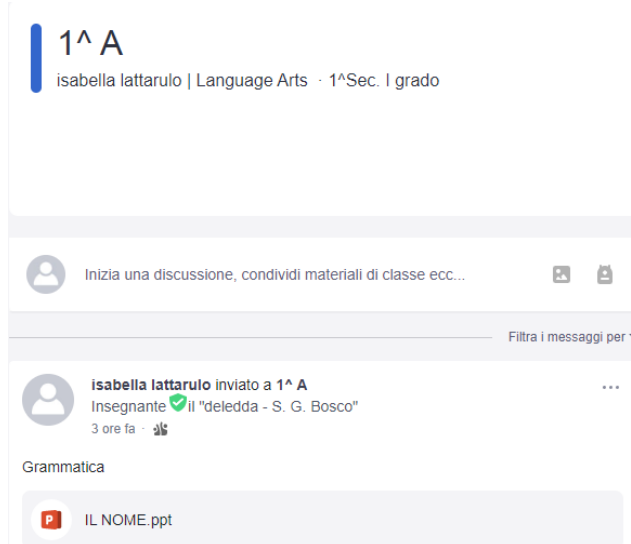 1^ A
isabella lattarulo | Language Arts · 1^Sec. I grado
Inizia una discussione, condividi materiali di classe ecc...
Filtra i messaggi per
isabella lattarulo inviato a 1^ A
Insegnante il "deledda - S. G. Bosco"
3 ore fa ·
Grammatica
P IL NOME.ppt